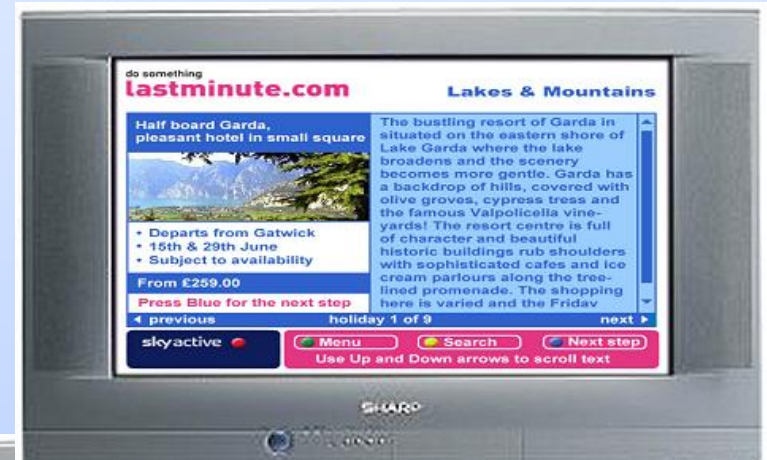 do something
lastminute.com
Lakes & Mountains
Half board Garda,
pleasant hotel in small square
• Departs from Gatwick
• 15th & 29th June
• Subject to availability
From £259.00
Press Blue for the next step
The bustling resort of Garda in
situated on the eastern shore of
Lake Garda where the lake
broadens and the scenery
becomes more gentle. Garda has
a backdrop of hills, covered with
olive groves, cypress tress and
the famous Valpolicella vine-
yards! The resort centre is full
of character and beautiful
historic buildings rub shoulders
with sophisticated cafes and ice
cream parlours along the tree-
lined promenade. The shopping
here is varied and the Friday
previous holiday 1 of 9 next
skyactive
Menu Search Next step
Use Up and Down arrows to scroll text
SHARP